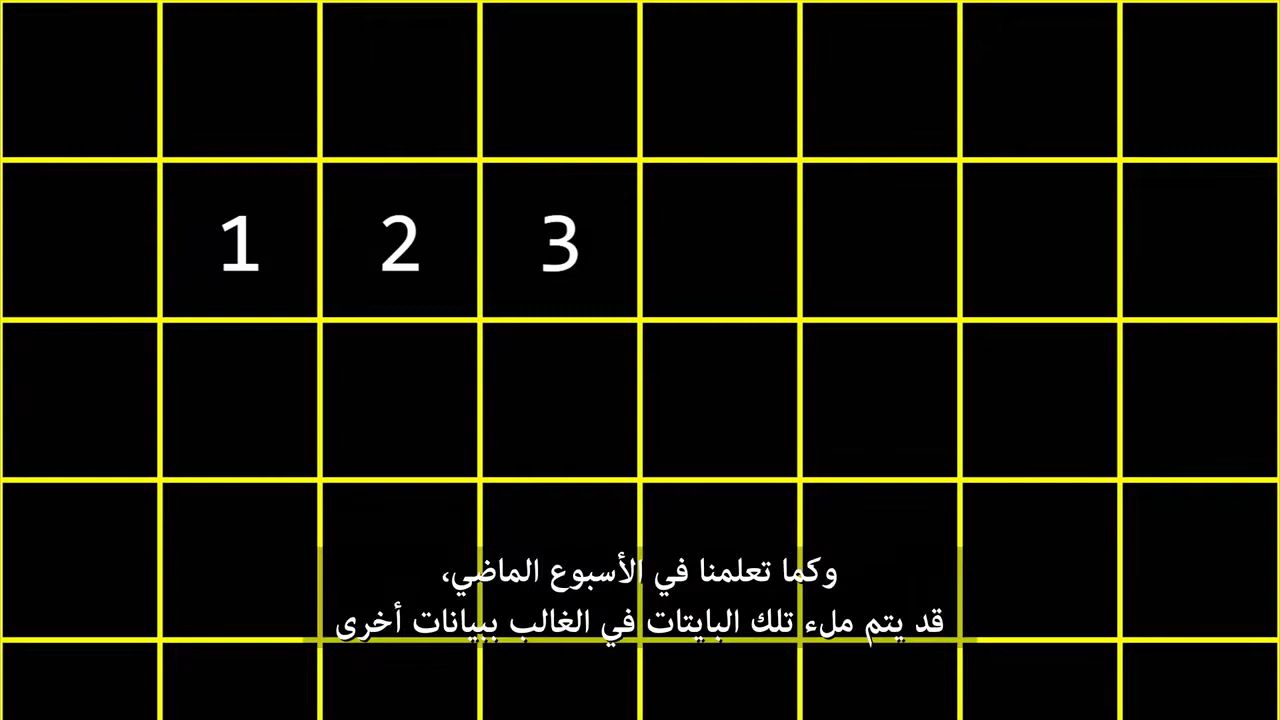 1 2 3
وكما تعلمنا في الأسبوع الماضي،
قد يتم ملء تلك البايتات في الغالب ببيانات أخرى